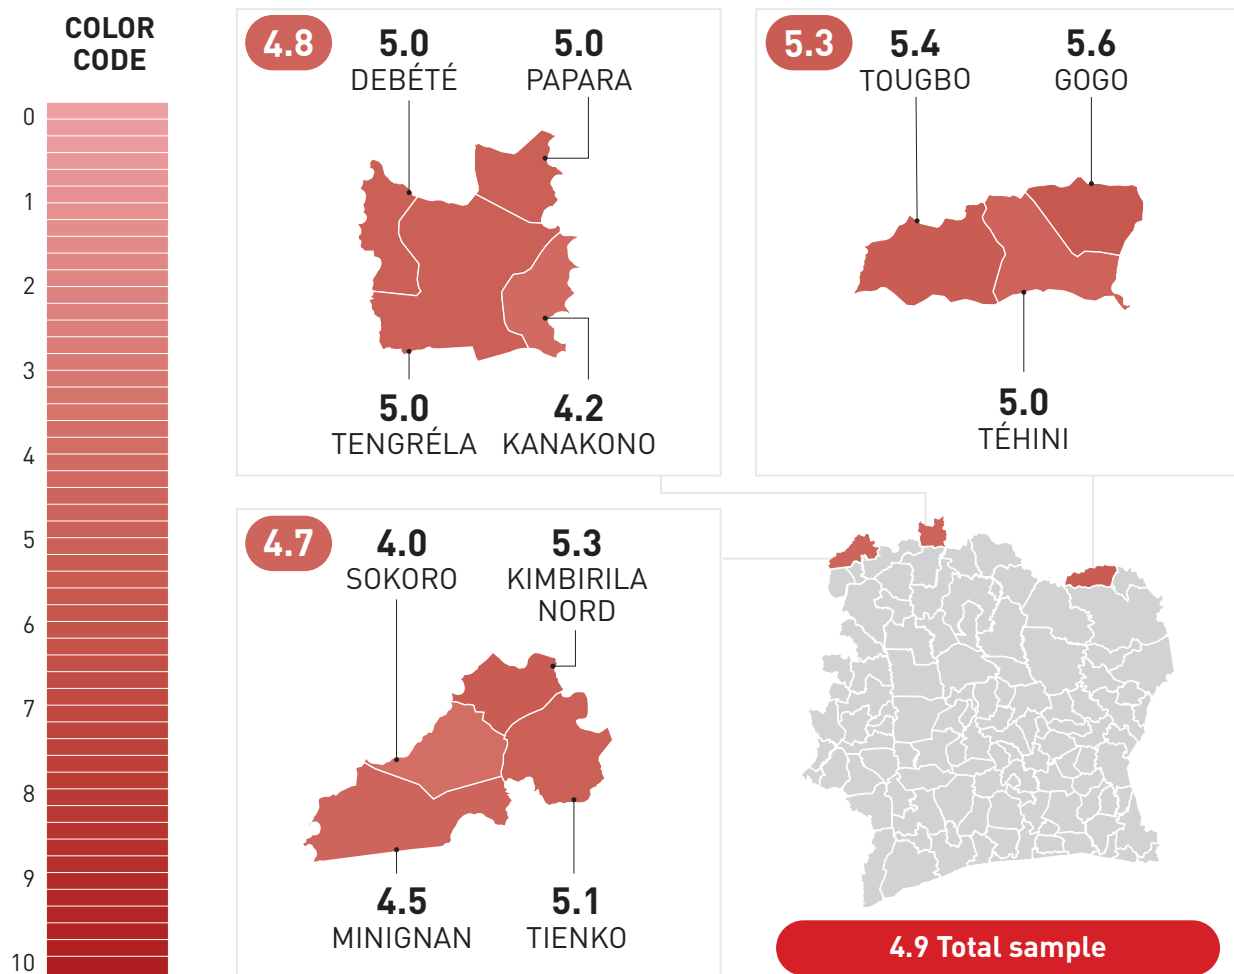 COLOR
CODE
0
1
2
3
4
5
6
7
8
9
10
4.8
5.0
DEBÉTÉ
5.0
PAPARA
5.0
TENGRÉLA
4.2
KANAKONO
5.3
5.4
TOUGBO
5.6
GOGO
5.0
TÉHINI
4.7
4.0
SOKORO
5.3
KIMBIRILA
NORD
4.5
MINIGNAN
5.1
TIENKO
4.9 Total sample